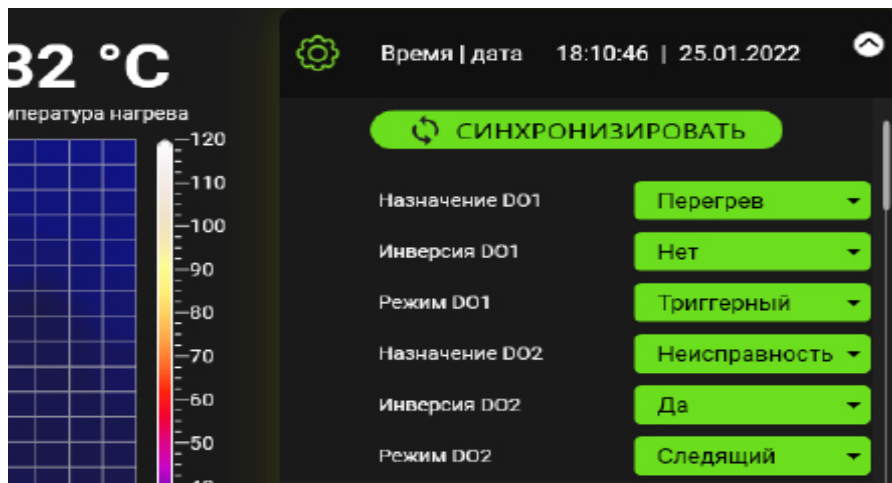 32 °C
Время | дата 18:10:46 | 25.01.2022
нагрева
СИНХРОНИЗИРОВАТЬ
120
110
100
90
80
70
60
50
Назначение DO1 Перегрев
Инверсия DO1 Нет
Режим DO1 Триггерный
Назначение DO2 Неисправность
Инверсия DO2 Да
Режим DO2 Следящий